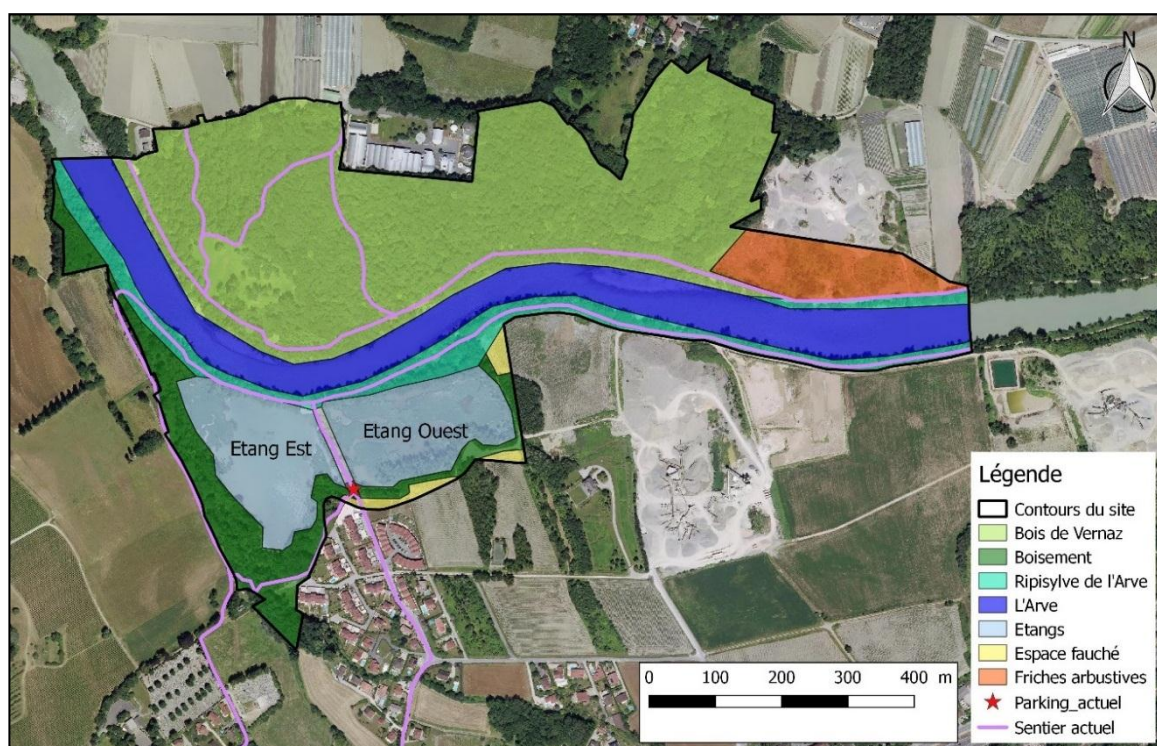 N
Etang Est
Etang Ouest
Légende
Contours du site
Bois de Vernaz
Boisement
Ripisylve de l'Arve
L'Arve
Etangs
Espace fauché
Friches arbustives
Parking_actuel
Sentier actuel
0 100 200 300 400 m